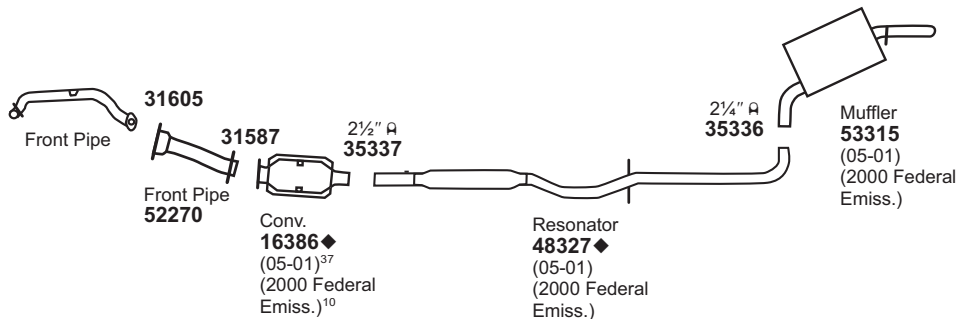 31605
Front Pipe
31587
Front Pipe
52270
2½"
35337
Conv.
16386◆
(05-01)³⁷
(2000 Federal
Emiss.)¹⁰
Resonator
48327◆
(05-01)
(2000 Federal
Emiss.)
2¼"
35336
Muffler
53315
(05-01)
(2000 Federal
Emiss.)